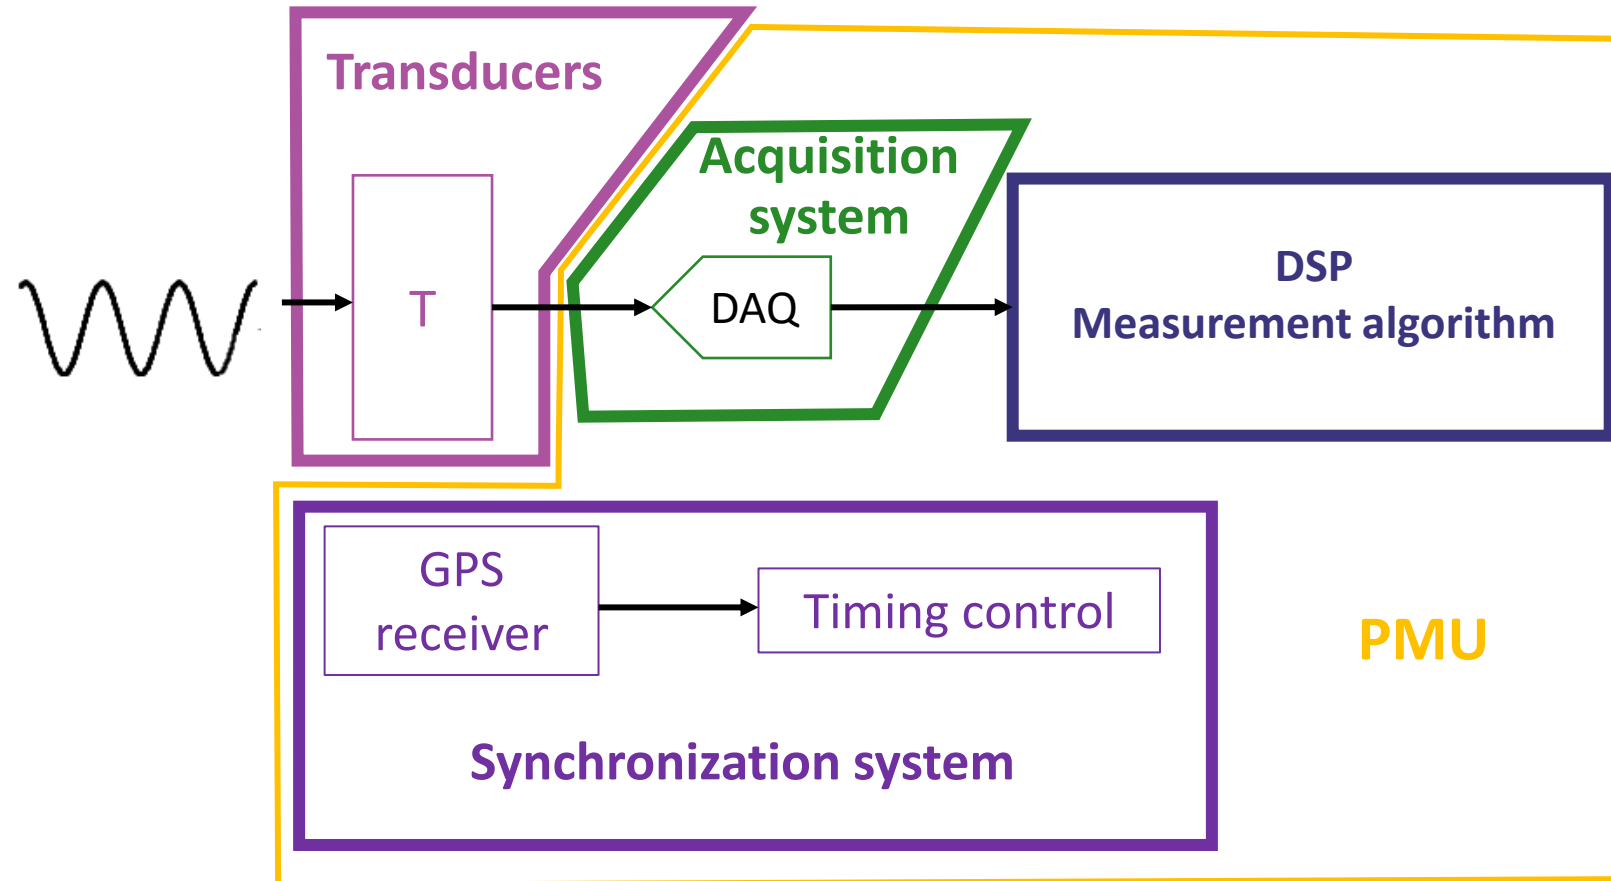 Transducers
Acquisition
system
T
DAQ
DSP
Measurement algorithm
GPS
receiver
Timing control
PMU
Synchronization system